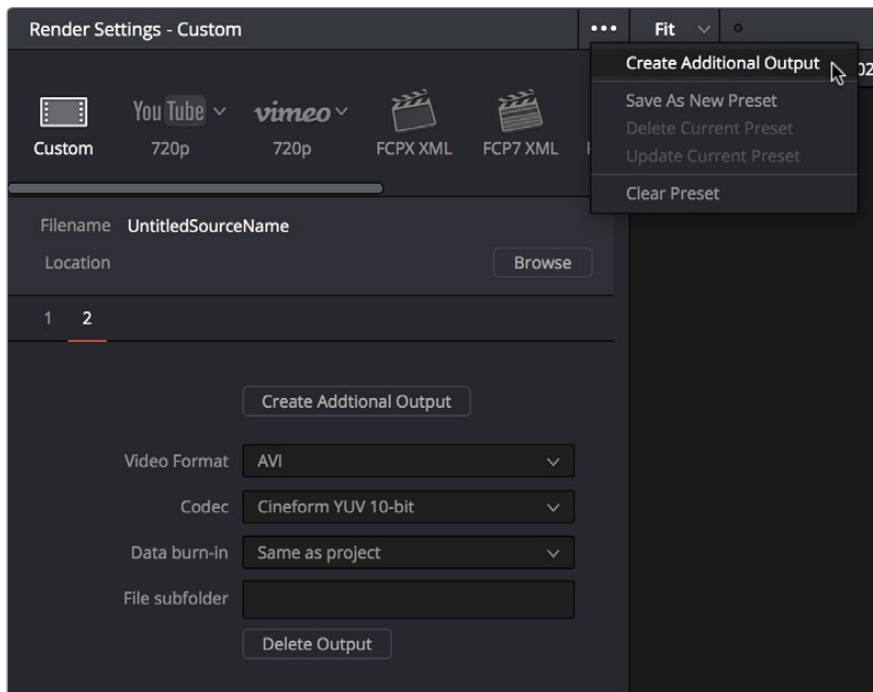 Render Settings - Custom
Fit
Create Additional Output
02
Save As New Preset
Delete Current Preset
Update Current Preset
Clear Preset
YouTube
vimeo
Custom
720p
720p
FCPX XML
FCP7 XML
Filename UntitledSourceName
Location
Browse
1 2
Create Addtional Output
Video Format AVI
Codec Cineform YUV 10-bit
Data burn-in Same as project
File subfolder
Delete Output